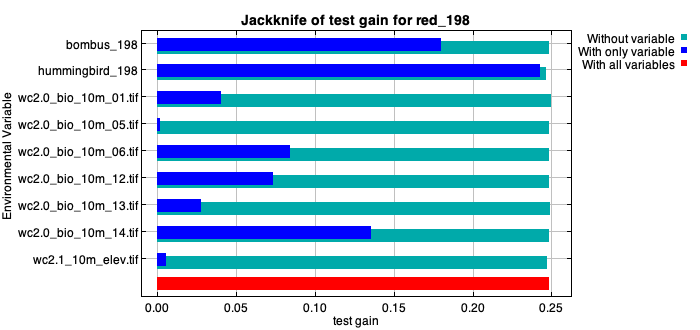 Jackknife of test gain for red_198
Without variable
With only variable
With all variables
Environmental Variable
bombus_198
hummingbird_198
wc2.0_bio_10m_01.tif
wc2.0_bio_10m_05.tif
wc2.0_bio_10m_06.tif
wc2.0_bio_10m_12.tif
wc2.0_bio_10m_13.tif
wc2.0_bio_10m_14.tif
wc2.1_10m_elev.tif
0.00 0.05 0.10 0.15 0.20 0.25
test gain